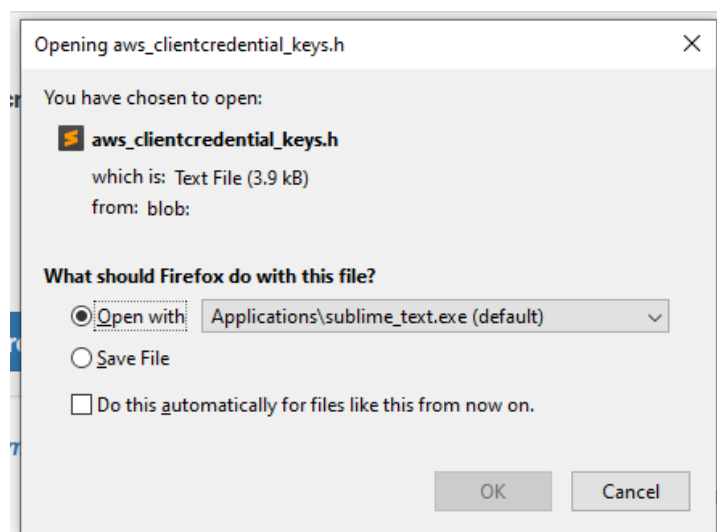 Opening aws_clientcredential_keys.h
You have chosen to open:
aws_clientcredential_keys.h
which is: Text File (3.9 kB)
from: blob:
What should Firefox do with this file?
Open with
Applications\sublime_text.exe (default)
Save File
Do this automatically for files like this from now on.
OK
Cancel